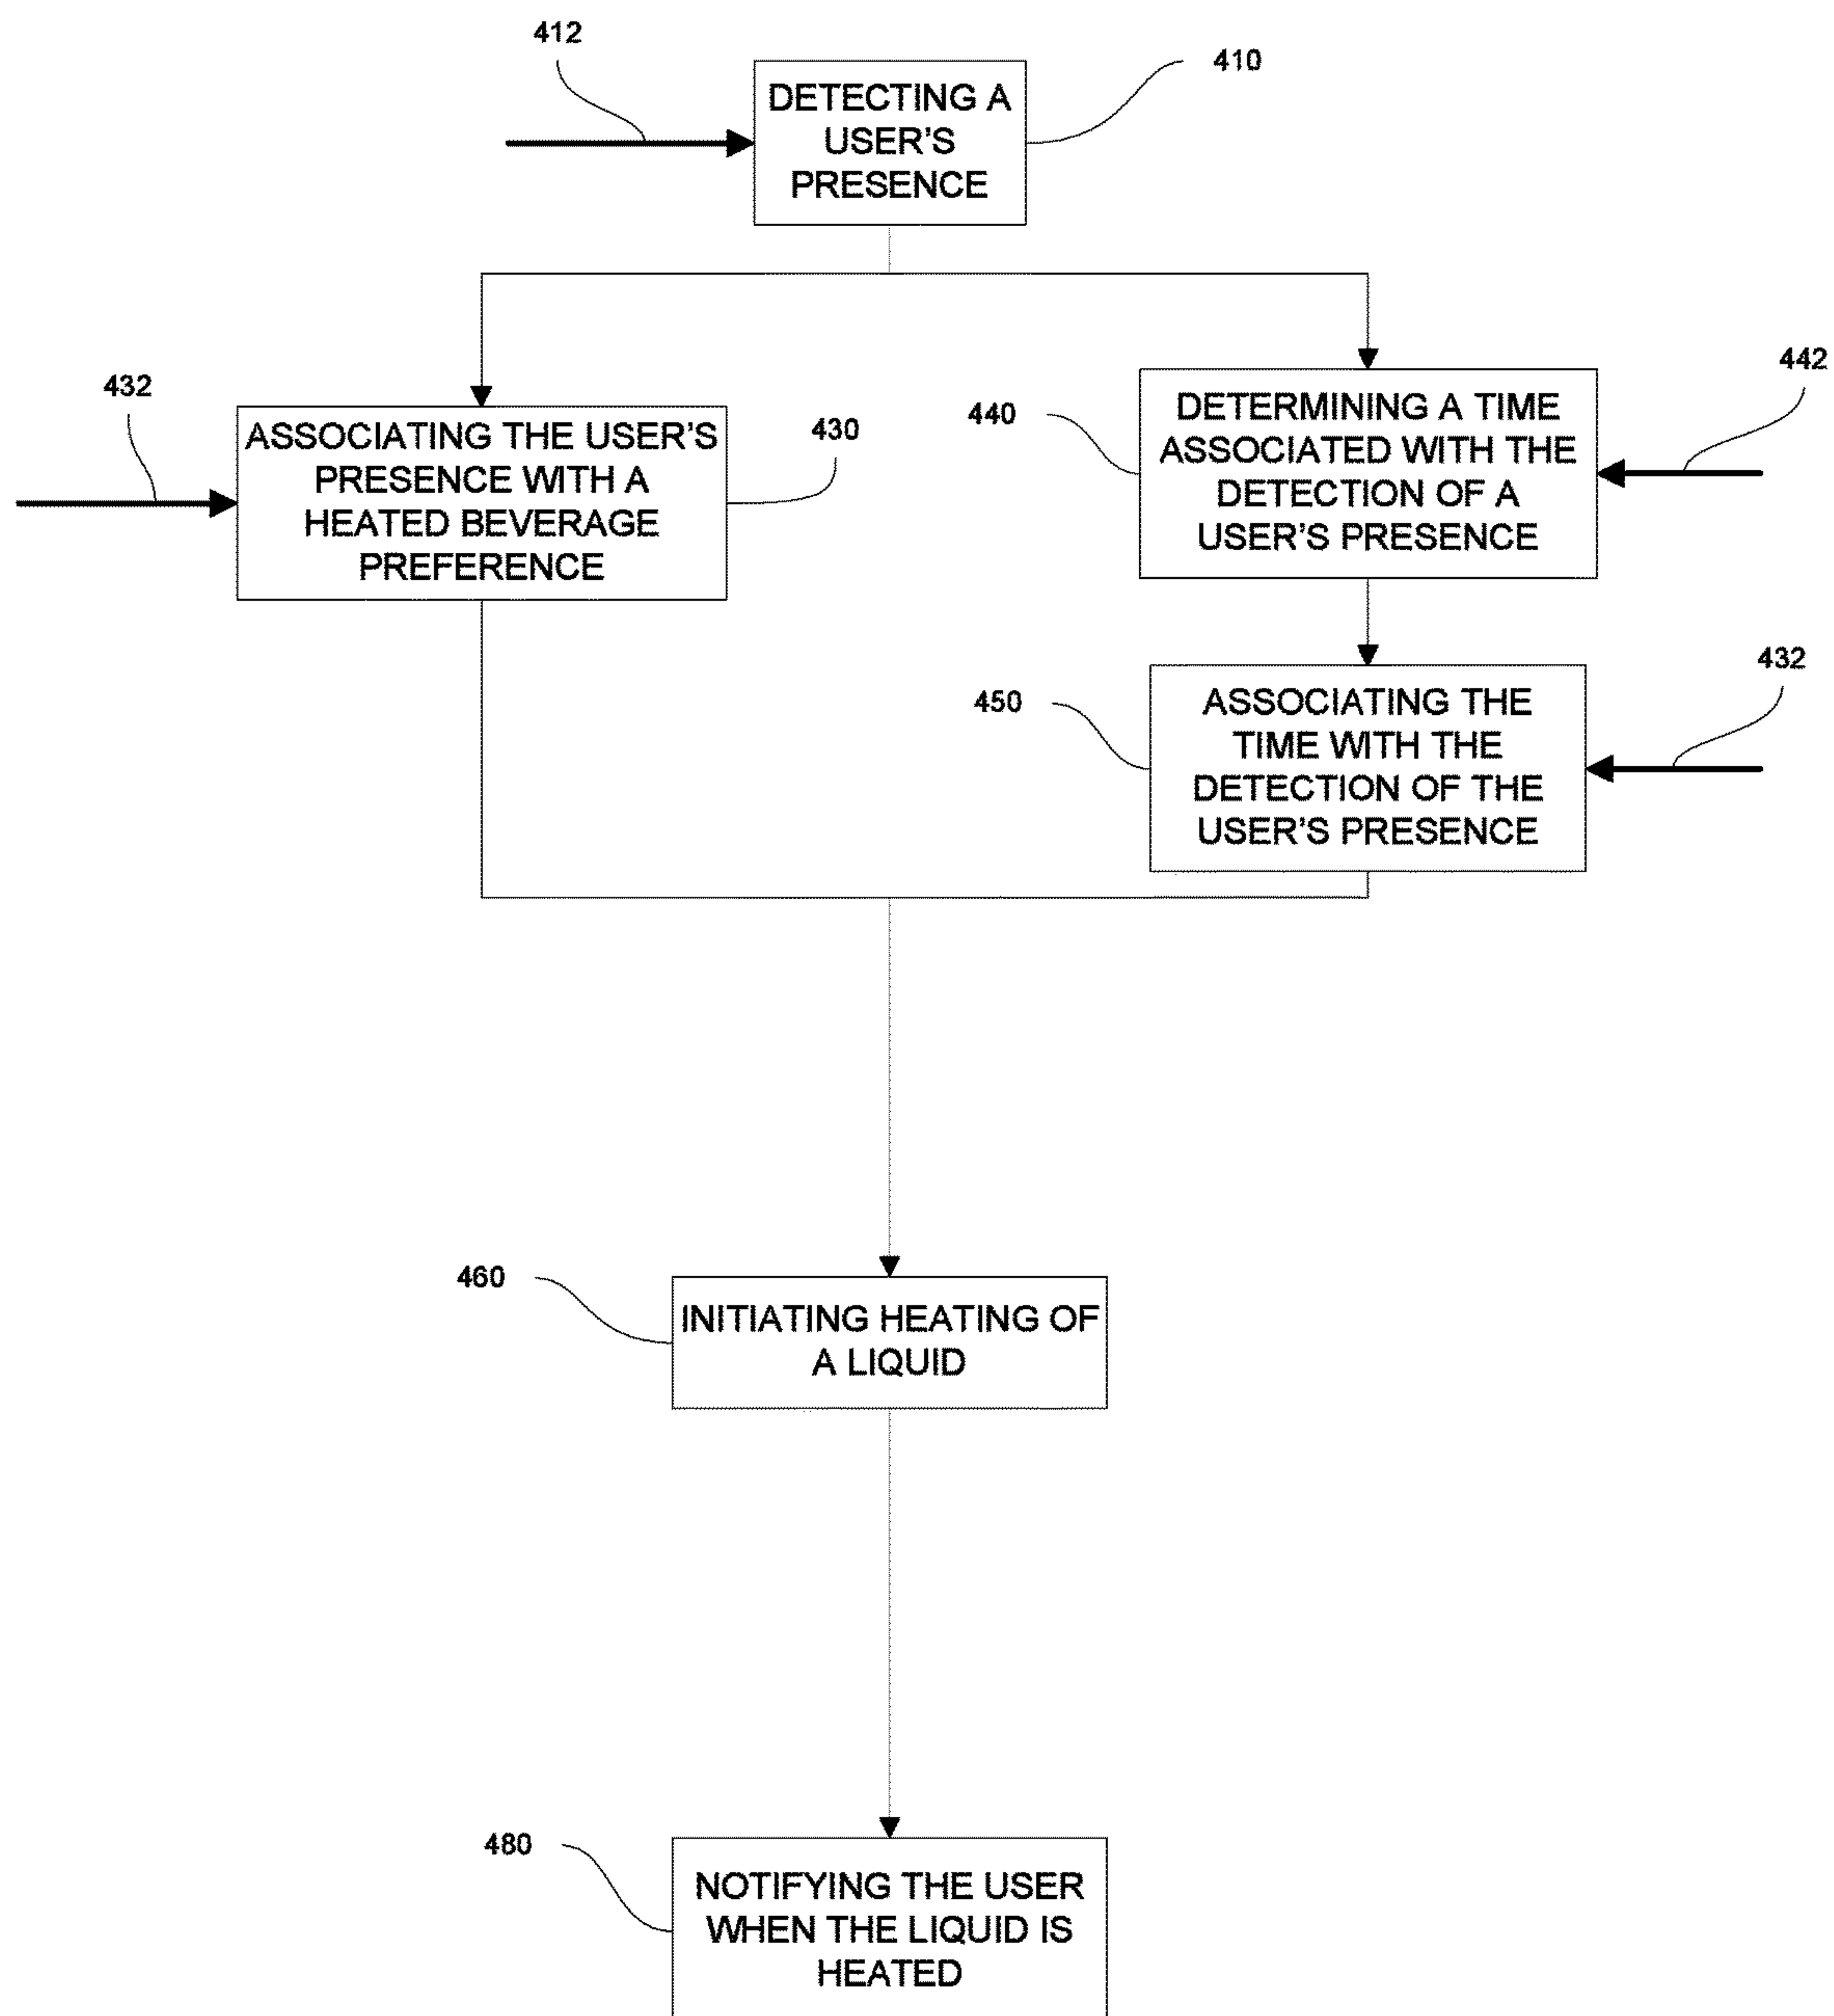 412
410
DETECTING A
USER'S
PRESENCE
432
ASSOCIATING THE USER'S
PRESENCE WITH A
HEATED BEVERAGE
PREFERENCE
430
440
DETERMINING A TIME
ASSOCIATED WITH THE
DETECTION OF A
USER'S PRESENCE
442
450
ASSOCIATING THE
TIME WITH THE
DETECTION OF THE
USER'S PRESENCE
432
460
INITIATING HEATING OF
A LIQUID
480
NOTIFYING THE USER
WHEN THE LIQUID IS
HEATED